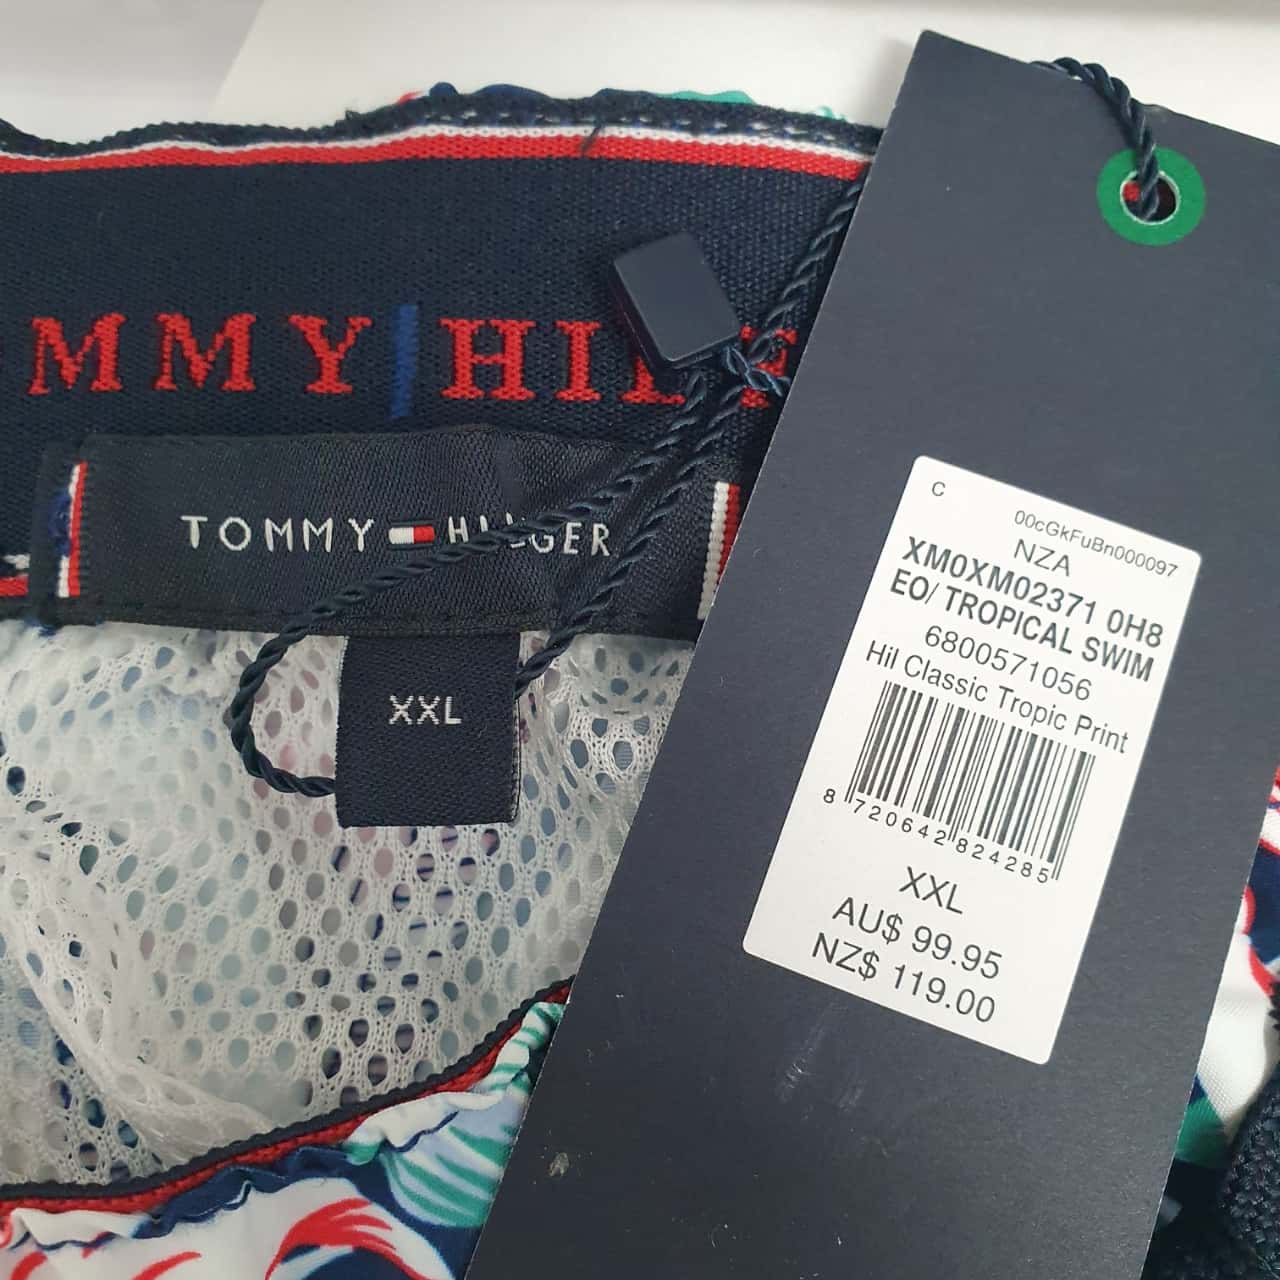 MMY HIL
TOMMY HILFIGER
XXL
C
00cGkFuBn000097
NZA
XM0XM02371 0H8
EO/ TROPICAL SWIM
6800571056
Hil Classic Tropic Print
8 720642 824285
XXL
AU$ 99.95
NZ$ 119.00